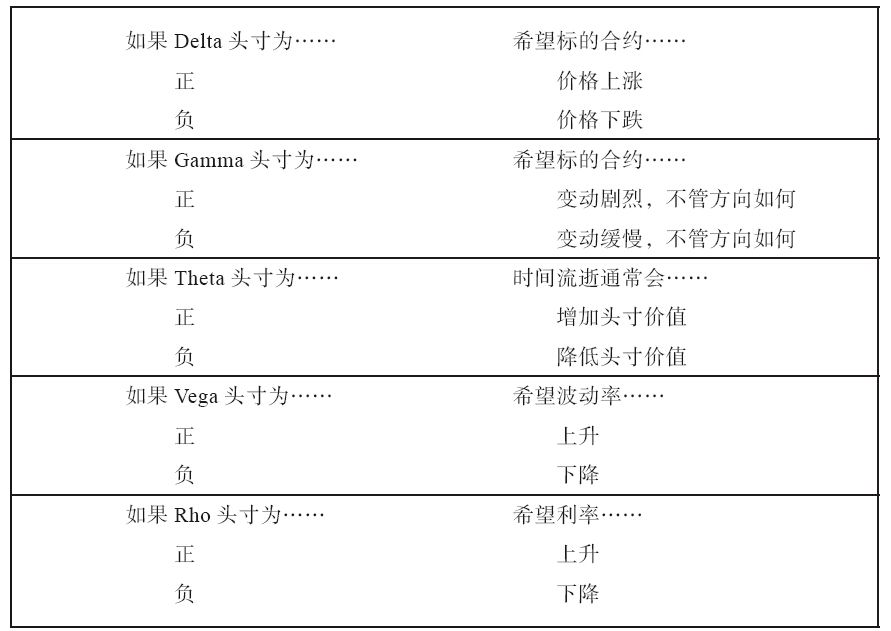 如果 Delta 头寸为…… 希望标的合约……
正 价格上涨
负 价格下跌
如果 Gamma 头寸为…… 希望标的合约……
正 变动剧烈，不管方向如何
负 变动缓慢，不管方向如何
如果 Theta 头寸为…… 时间流逝通常会……
正 增加头寸价值
负 降低头寸价值
如果 Vega 头寸为…… 希望波动率……
正 上升
负 下降
如果 Rho 头寸为…… 希望利率……
正 上升
负 下降